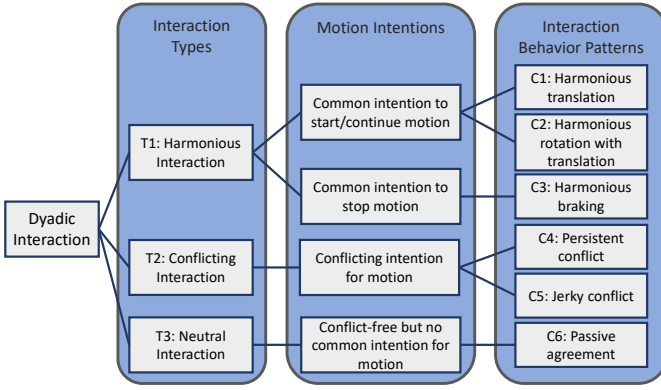 Interaction
Types
Motion Intentions
Interaction
Behavior Patterns
Dyadic
Interaction
T1: Harmonious
Interaction
T2: Conflicting
Interaction
T3: Neutral
Interaction
Common intention to
start/continue motion
Common intention to
stop motion
Conflicting intention
for motion
Conflict-free but no
common intention for
motion
C1: Harmonious
translation
C2: Harmonious
rotation with
translation
C3: Harmonious
braking
C4: Persistent
conflict
C5: Jerky conflict
C6: Passive
agreement